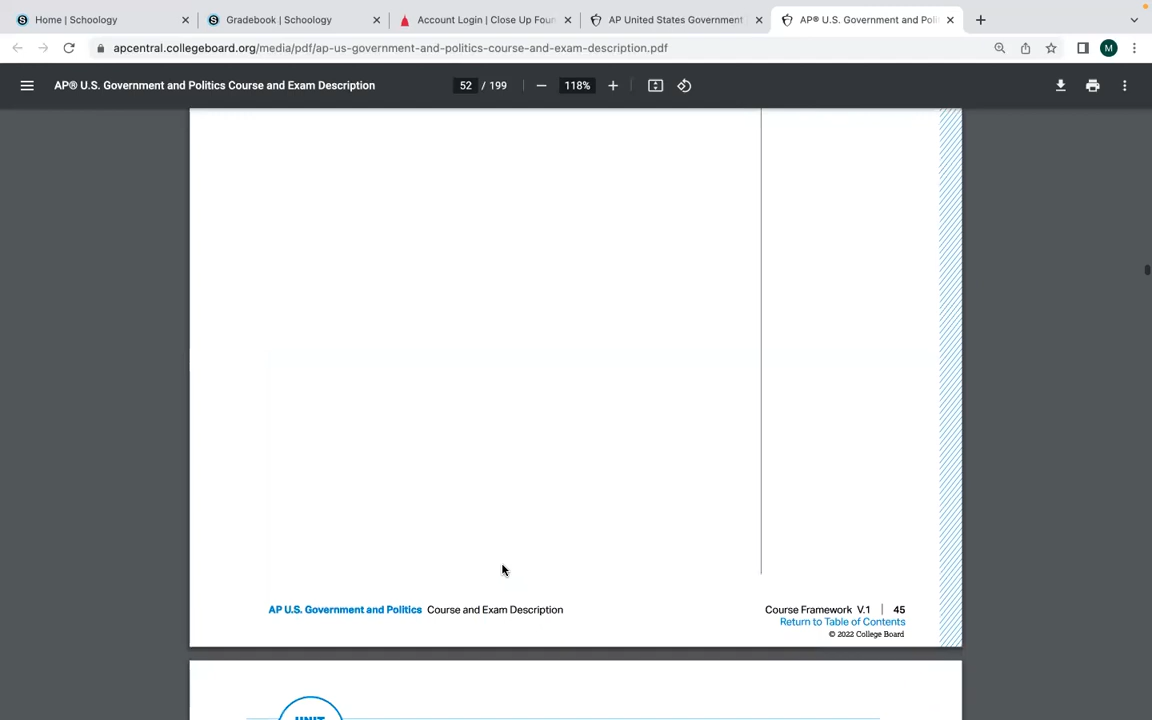 Home | Schoology
Gradebook | Schoology
Account Login | Close Up Foun
AP United States Government
AP® U.S. Government and Poli
apcentral.collegeboard.org/media/pdf/ap-us-government-and-politics-course-and-exam-description.pdf
M
AP® U.S. Government and Politics Course and Exam Description
52 / 199
118%
AP U.S. Government and Politics Course and Exam Description
Course Framework V.1 | 45
Return to Table of Contents
© 2022 College Board
UNIT